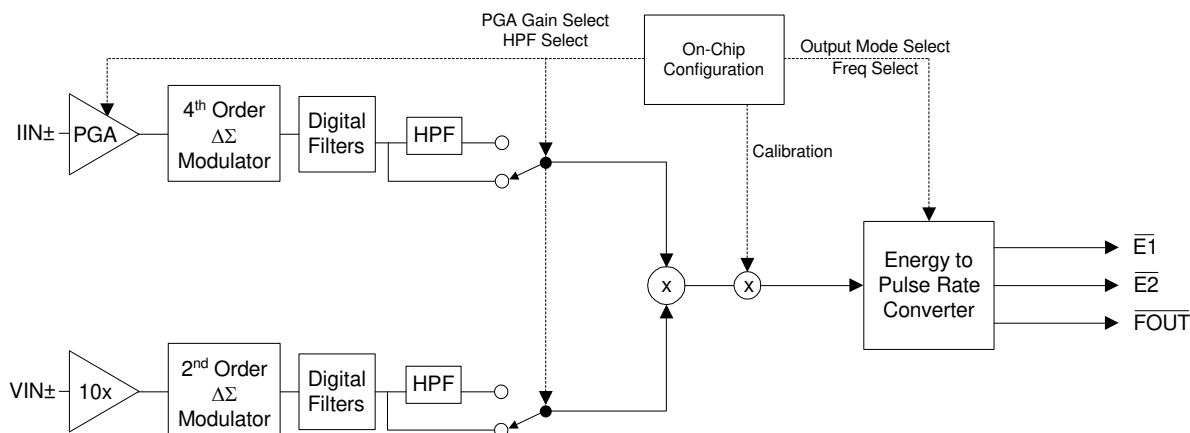 PGA Gain Select
HPF Select
On-Chip
Configuration
Output Mode Select
Freq Select
IIN±
PGA
4th Order
ΔΣ
Modulator
Digital
Filters
HPF
Calibration
x
x
Energy to
Pulse Rate
Converter
E1
E2
FOUT
VIN±
10x
2nd Order
ΔΣ
Modulator
Digital
Filters
HPF